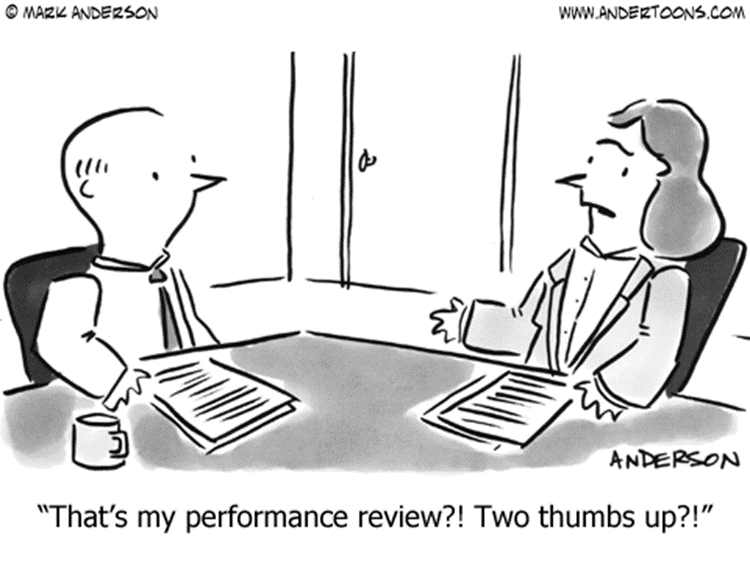 © MARK ANDERSON
WWW.ANDERTOONS.COM
ANDERSON
"That's my performance review?! Two thumbs up?!"